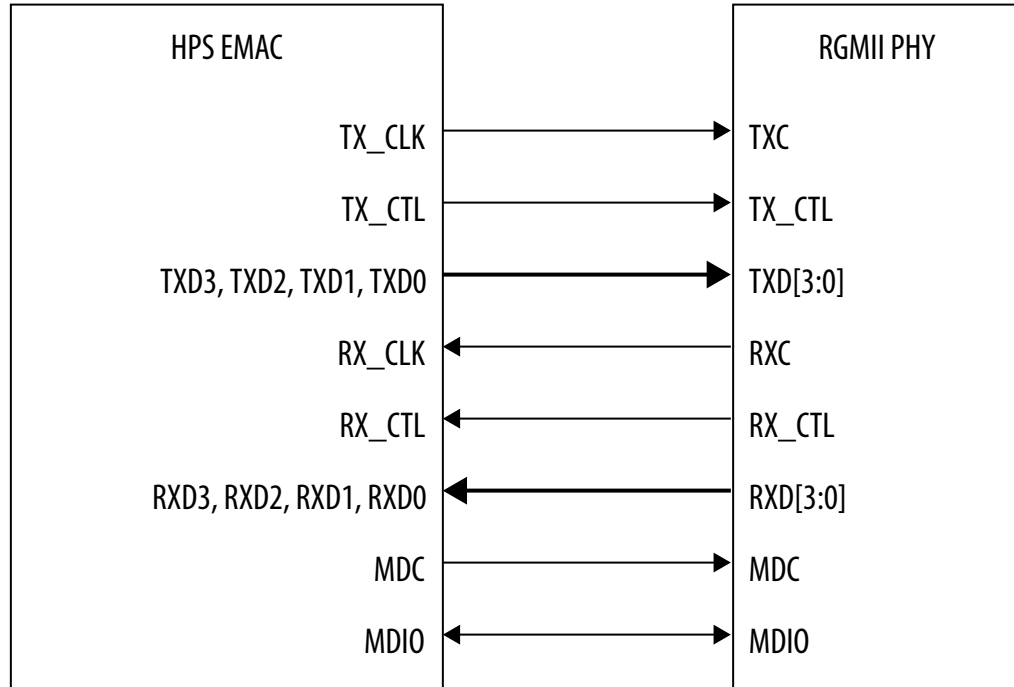 HPS EMAC RGMII PHY
TX_CLK TXC
TX_CTL TX_CTL
TXD3, TXD2, TXD1, TXD0 TXD[3:0]
RX_CLK RXC
RX_CTL RX_CTL
RXD3, RXD2, RXD1, RXD0 RXD[3:0]
MDC MDC
MDIO MDIO